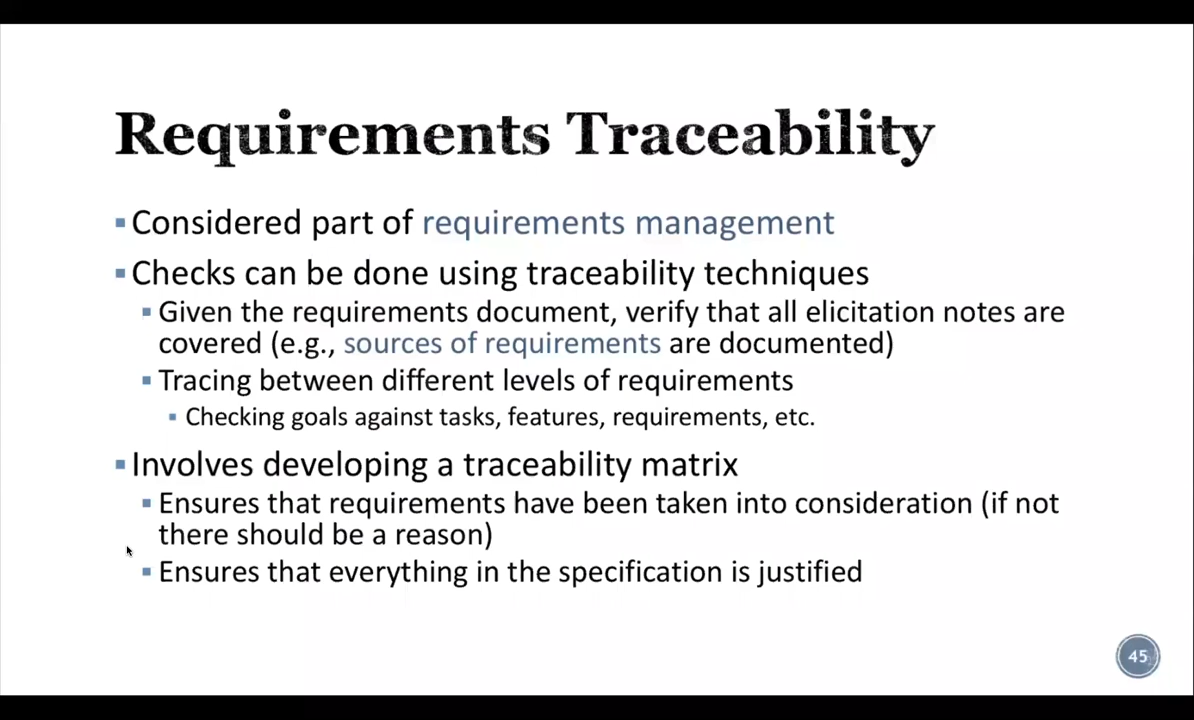 Requirements Traceability
▪Considered part of requirements management
▪Checks can be done using traceability techniques
▪Given the requirements document, verify that all elicitation notes are
covered (e.g., sources of requirements are documented)
▪Tracing between different levels of requirements
▪Checking goals against tasks, features, requirements, etc.
▪Involves developing a traceability matrix
▪Ensures that requirements have been taken into consideration (if not
there should be a reason)
▪Ensures that everything in the specification is justified
45